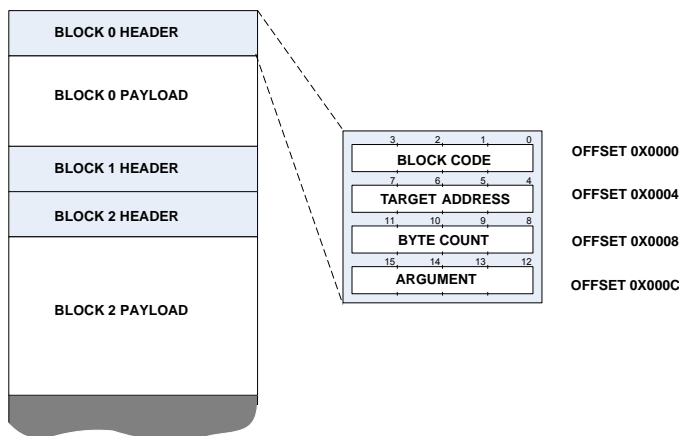 BLOCK 0 HEADER
BLOCK 0 PAYLOAD
BLOCK 1 HEADER
BLOCK 2 HEADER
BLOCK 2 PAYLOAD
3 2 1 0
BLOCK CODE
OFFSET 0X0000
7 6 5 4
TARGET ADDRESS
OFFSET 0X0004
11 10 9 8
BYTE COUNT
OFFSET 0X0008
15 14 13 12
ARGUMENT
OFFSET 0X000C